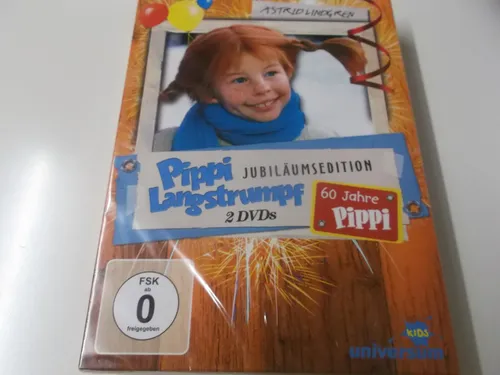 ASTRID LINDGREN
Pippi
Langstrumpf
JUBILÄUMSEDITION
2 DVDs
60 Jahre
Pippi
FSK
ab
0
freigegeben
KIDS
universum